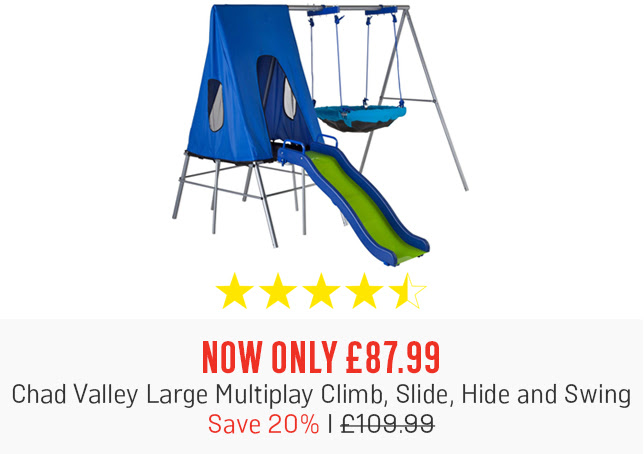 NOW ONLY £87.99
Chad Valley Large Multiplay Climb, Slide, Hide and Swing
Save 20% | £109.99